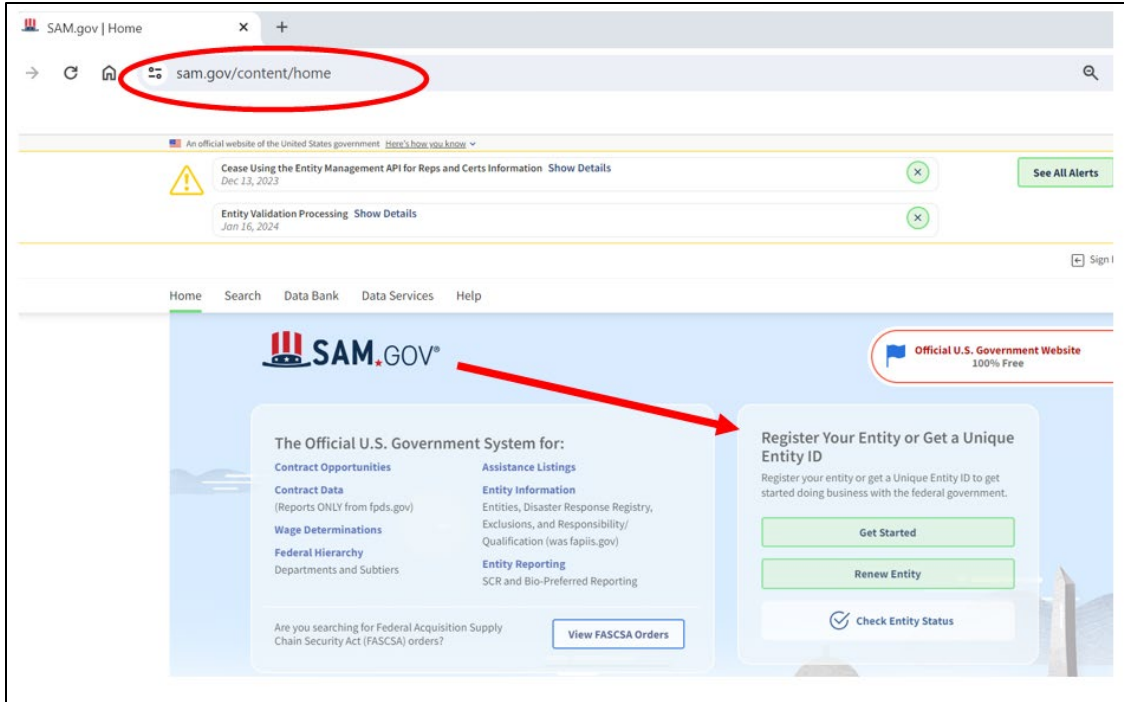 SAM.gov | Home
sam.gov/content/home
An official website of the United States government Here's how you know
Cease Using the Entity Management API for Reps and Certs Information Show Details
Dec 13, 2023
See All Alerts
Entity Validation Processing Show Details
Jan 16, 2024
Sign
Home Search Data Bank Data Services Help
SAM.GOV®
Official U.S. Government Website
100% Free
The Official U.S. Government System for:
Contract Opportunities
Contract Data
(Reports ONLY from fpds.gov)
Wage Determinations
Federal Hierarchy
Departments and Subtiers
Assistance Listings
Entity Information
Entities, Disaster Response Registry,
Exclusions, and Responsibility/
Qualification (was fapiis.gov)
Entity Reporting
SCR and Bio-Preferred Reporting
Are you searching for Federal Acquisition Supply
Chain Security Act (FASCSA) orders?
View FASCSA Orders
Register Your Entity or Get a Unique
Entity ID
Register your entity or get a Unique Entity ID to get
started doing business with the federal government.
Get Started
Renew Entity
Check Entity Status